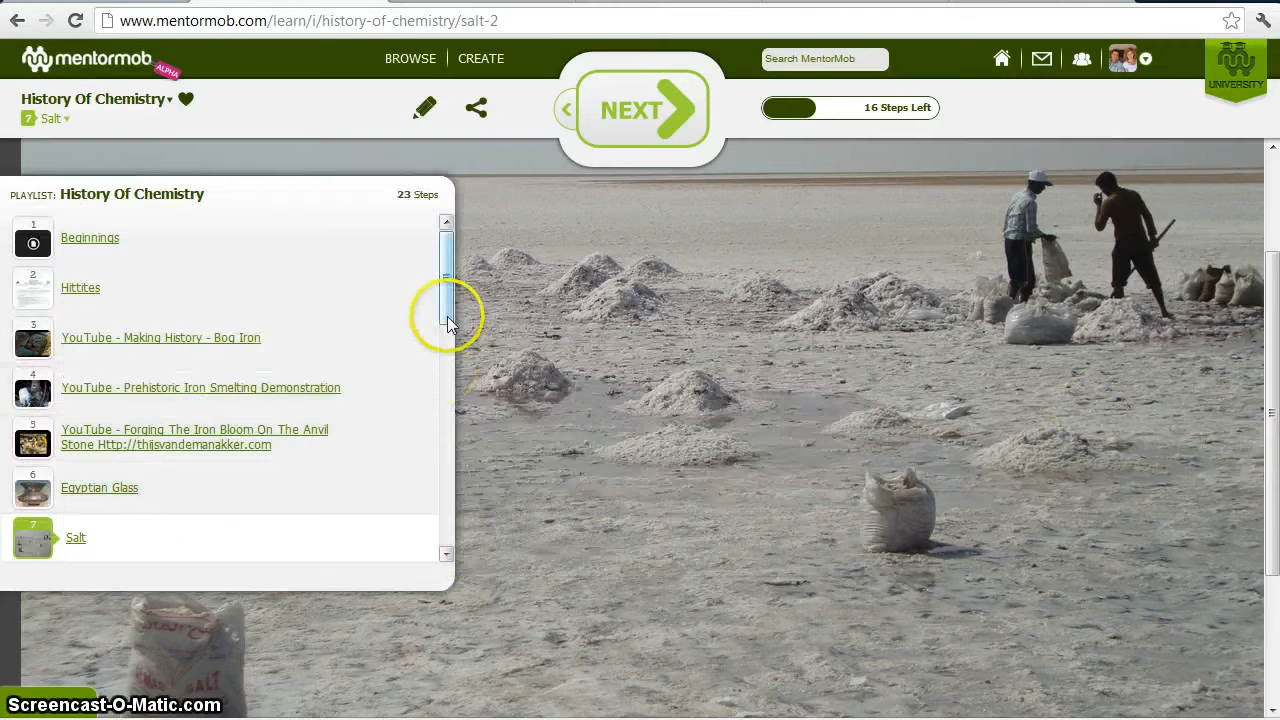 www.mentormob.com/learn/i/history-of-chemistry/salt-2
mentormob
ALPHA
BROWSE
CREATE
Search MentorMob
UNIVERSITY
History Of Chemistry
7 Salt
NEXT
16 Steps Left
PLAYLIST: History Of Chemistry
23 Steps
1
Beginnings
2
Hittites
3
YouTube - Making History - Bog Iron
4
YouTube - Prehistoric Iron Smelting Demonstration
5
YouTube - Forging The Iron Bloom On The Anvil
Stone Http://thijsvandemanakker.com
6
Egyptian Glass
7
Salt
SALT
Screencast-O-Matic.com